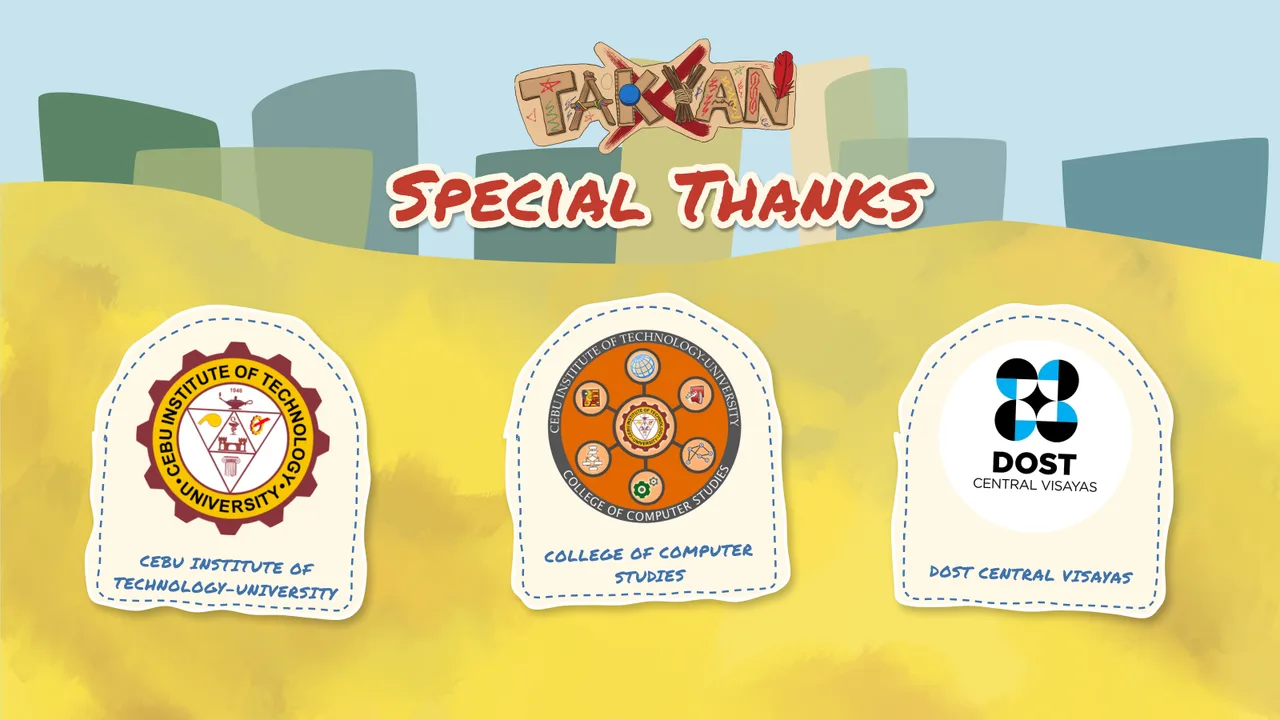 TAKYAN
SPECIAL THANKS
CEBU INSTITUTE OF TECHNOLOGY
• UNIVERSITY •
1946
CEBU INSTITUTE OF
TECHNOLOGY-UNIVERSITY
CEBU INSTITUTE OF TECHNOLOGY-UNIVERSITY
COLLEGE OF COMPUTER STUDIES
COLLEGE OF COMPUTER
STUDIES
DOST
CENTRAL VISAYAS
DOST CENTRAL VISAYAS